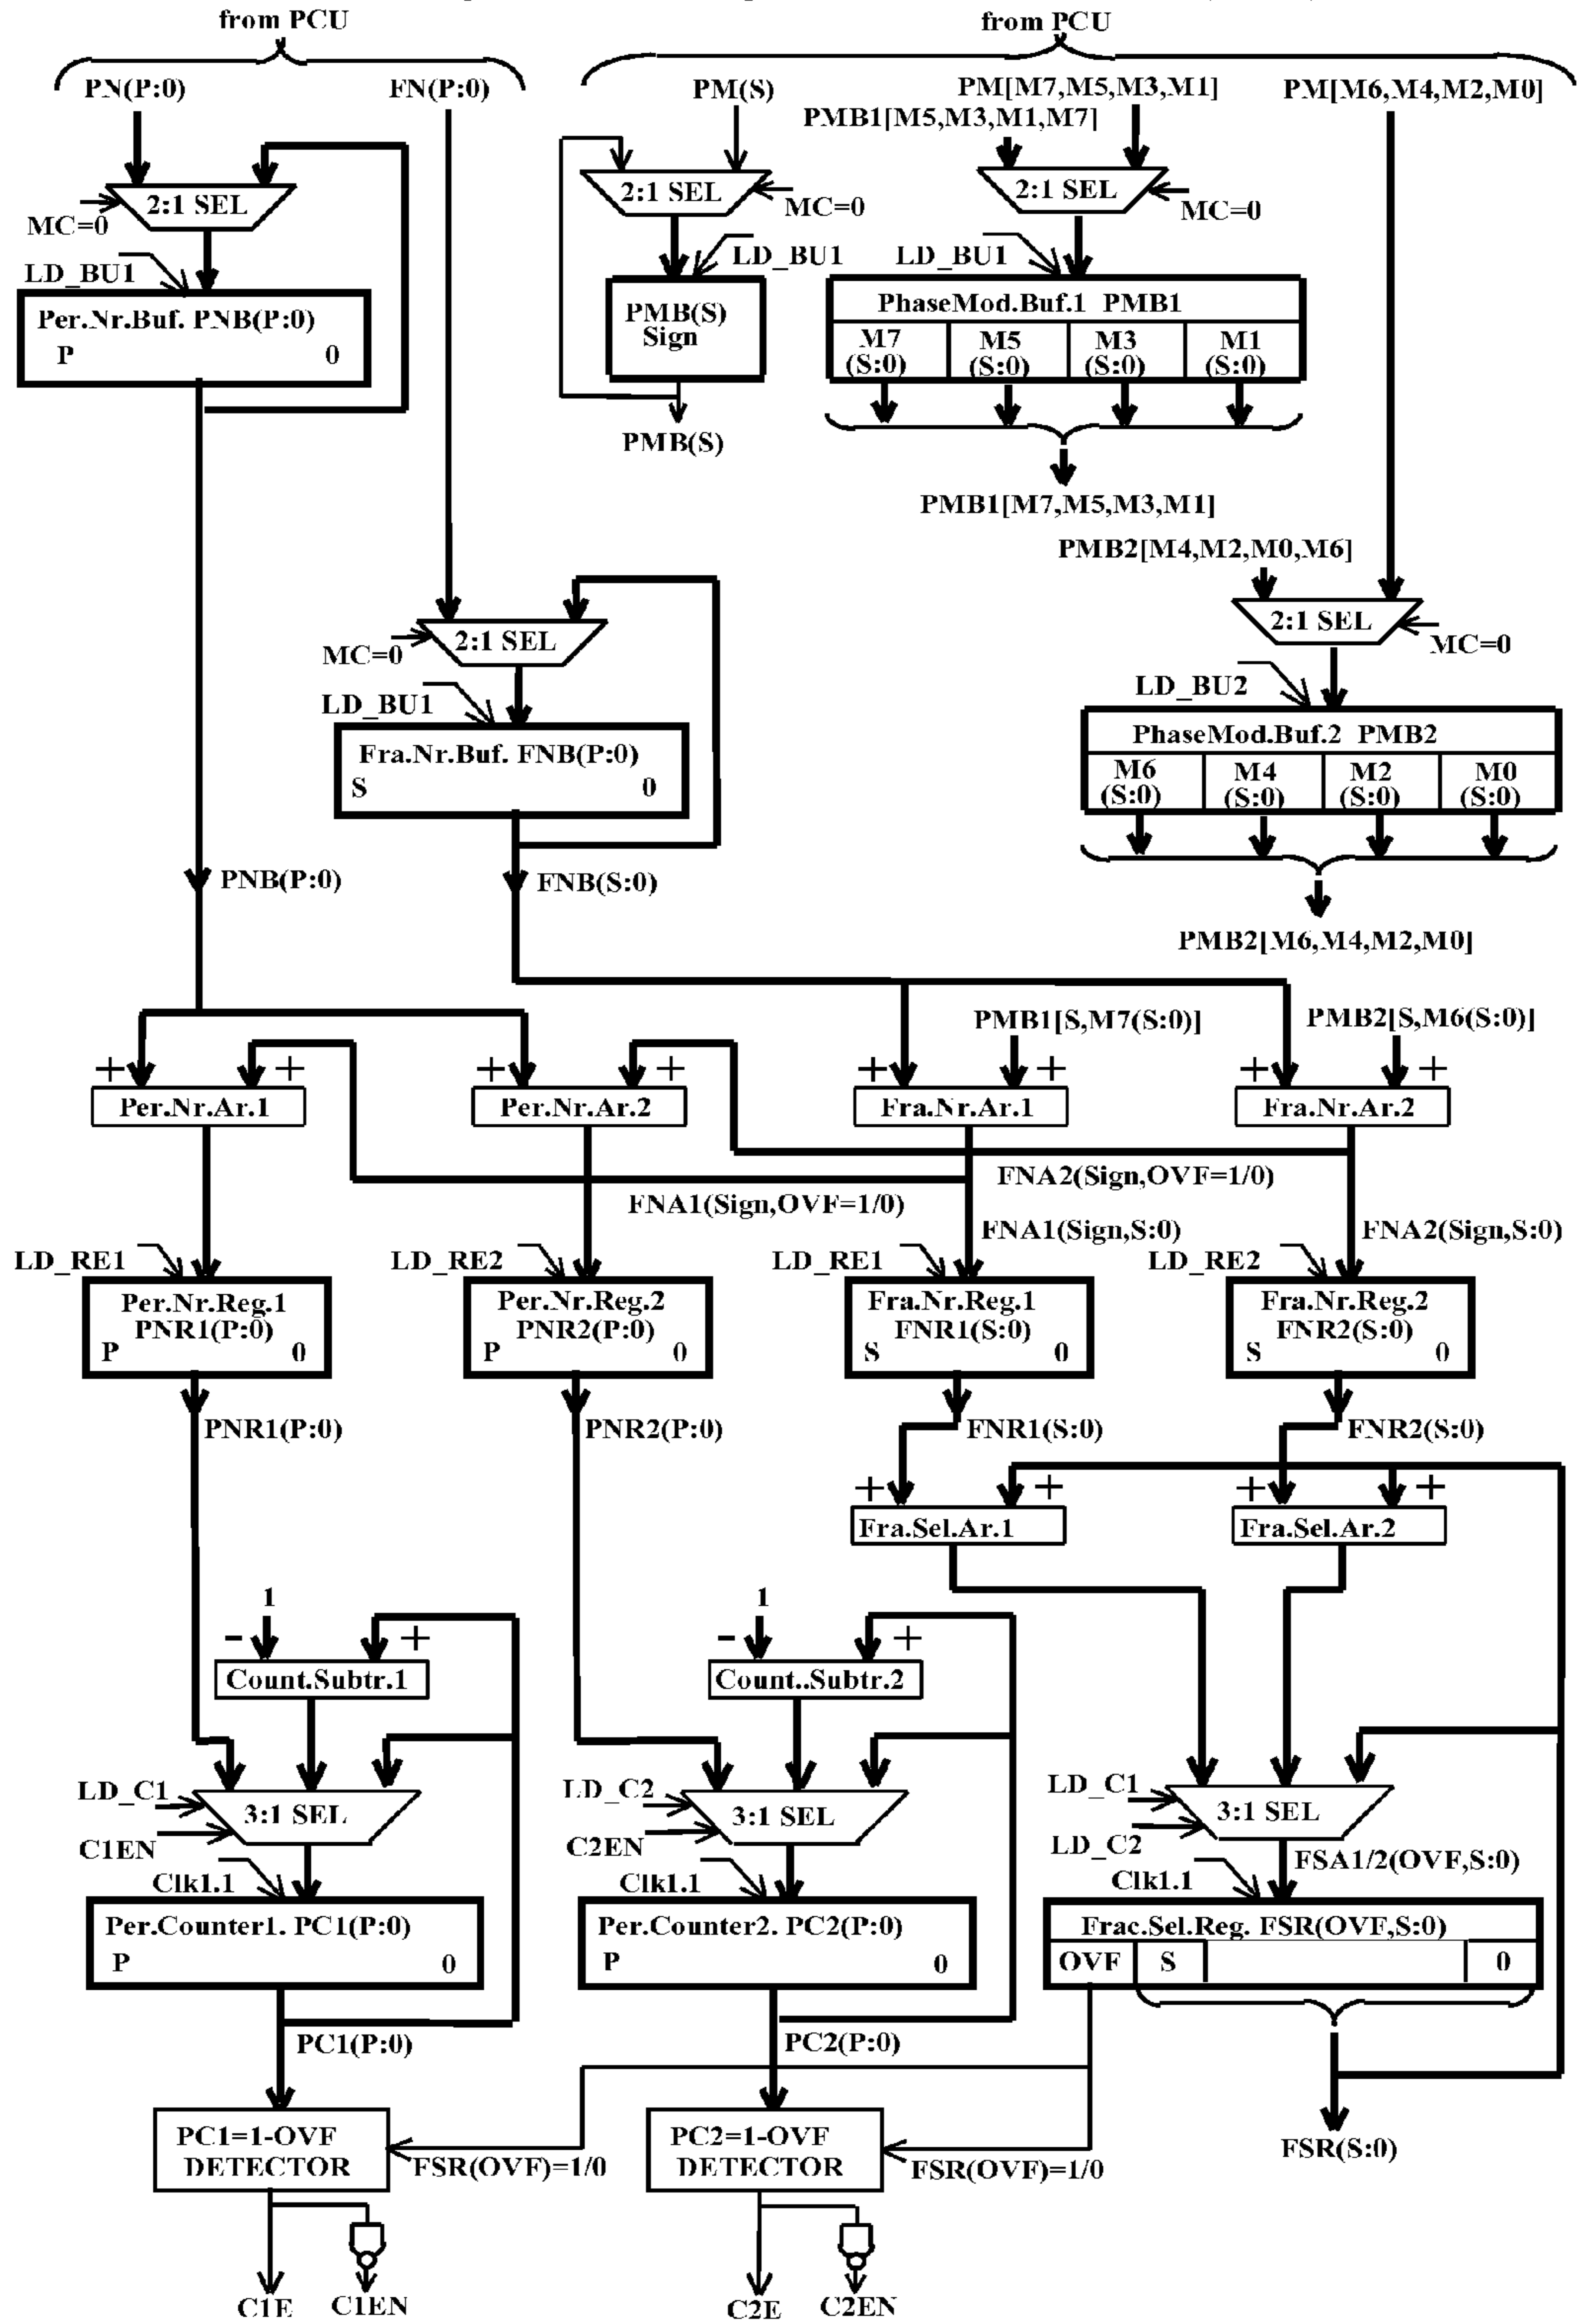 from PCU
from PCU
PN(P:0)
FN(P:0)
PM(S)
PM[M7,M5,M3,M1]
PM[M6,M4,M2,M0]
PMB1[M5,M3,M1,M7]
2:1 SEL
MC=0
2:1 SEL
MC=0
2:1 SEL
MC=0
LD_BU1
LD_BU1
LD_BU1
Per.Nr.Buf. PNB(P:0)
P 0
PMB(S)
Sign
PhaseMod.Buf.1 PMB1
M7 M5 M3 M1
(S:0) (S:0) (S:0) (S:0)
PMB(S)
PMB1[M7,M5,M3,M1]
PMB2[M4,M2,M0,M6]
2:1 SEL
MC=0
2:1 SEL
MC=0
LD_BU1
LD_BU2
Fra.Nr.Buf. FNB(P:0)
S 0
PhaseMod.Buf.2 PMB2
M6 M4 M2 M0
(S:0) (S:0) (S:0) (S:0)
PNB(P:0)
FNB(S:0)
PMB2[M6,M4,M2,M0]
PMB1[S,M7(S:0)]
PMB2[S,M6(S:0)]
+ + + + + + + +
Per.Nr.Ar.1
Per.Nr.Ar.2
Fra.Nr.Ar.1
Fra.Nr.Ar.2
FNA2(Sign,OVF=1/0)
FNA1(Sign,OVF=1/0)
FNA1(Sign,S:0)
FNA2(Sign,S:0)
LD_RE1
LD_RE2
LD_RE1
LD_RE2
Per.Nr.Reg.1
PNR1(P:0)
P 0
Per.Nr.Reg.2
PNR2(P:0)
P 0
Fra.Nr.Reg.1
FNR1(S:0)
S 0
Fra.Nr.Reg.2
FNR2(S:0)
S 0
PNR1(P:0)
PNR2(P:0)
FNR1(S:0)
FNR2(S:0)
+ + + +
Fra.Sel.Ar.1
Fra.Sel.Ar.2
1
- +
Count.Subtr.1
1
- +
Count..Subtr.2
LD_C1
3:1 SEL
C1EN
LD_C2
3:1 SEL
C2EN
LD_C1
3:1 SEL
LD_C2
FSA1/2(OVF,S:0)
Clk1.1
Clk1.1
Clk1.1
Per.Counter1. PC1(P:0)
P 0
Per.Counter2. PC2(P:0)
P 0
Frac.Sel.Reg. FSR(OVF,S:0)
OVF S 0
PC1(P:0)
PC2(P:0)
PC1=1-OVF
DETECTOR
FSR(OVF)=1/0
PC2=1-OVF
DETECTOR
FSR(OVF)=1/0
FSR(S:0)
C1E
C1EN
C2E
C2EN